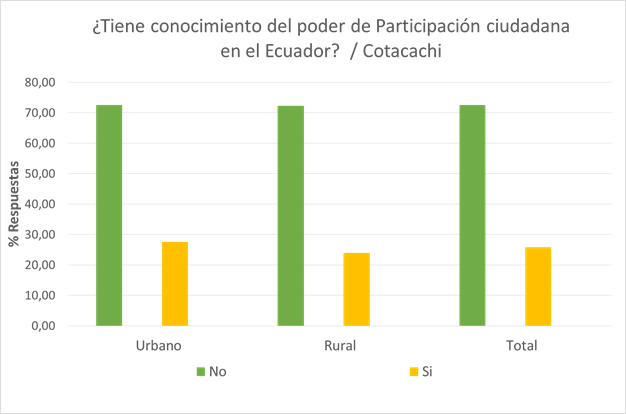 ¿Tiene conocimiento del poder de Participación ciudadana
en el Ecuador?  / Cotacachi
80,00
70,00
60,00
50,00
40,00
30,00
20,00
10,00
0,00
% Respuestas
Urbano
Rural
Total
No
Si